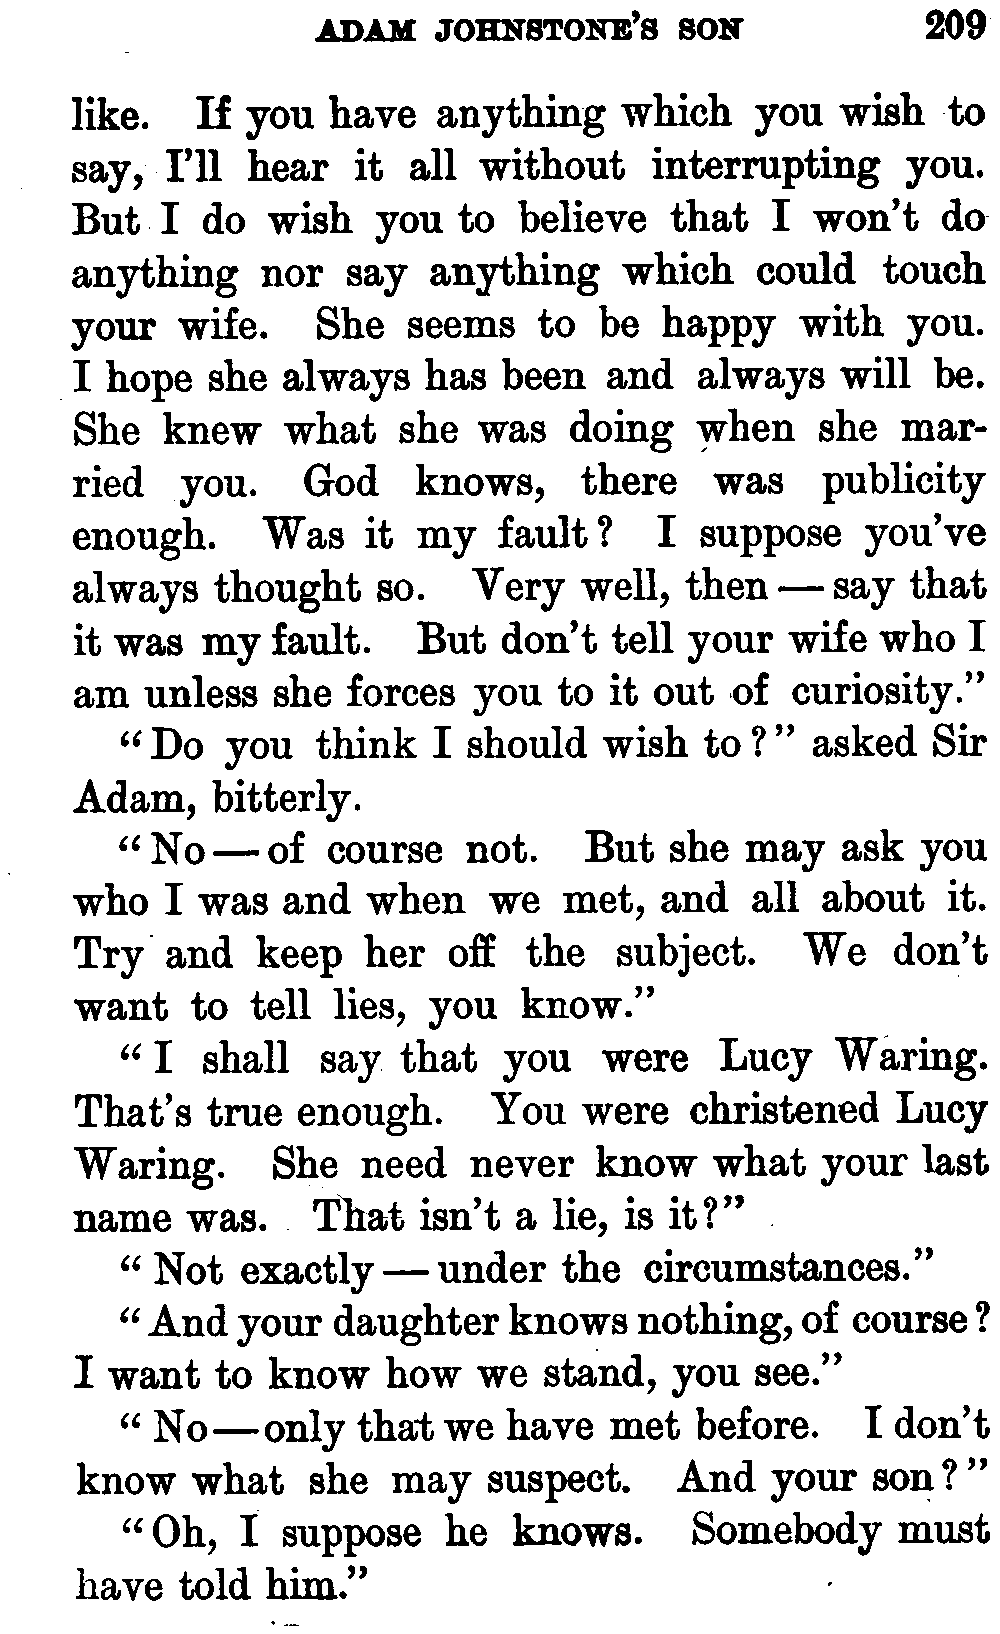 ADAM JOHNSTONE'S SON 209
like. If you have anything which you wish to
say, I'll hear it all without interrupting you.
But I do wish you to believe that I won't do
anything nor say anything which could touch
your wife. She seems to be happy with you.
I hope she always has been and always will be.
She knew what she was doing when she mar-
ried you. God knows, there was publicity
enough. Was it my fault? I suppose you've
always thought so. Very well, then — say that
it was my fault. But don't tell your wife who I
am unless she forces you to it out of curiosity."
"Do you think I should wish to?" asked Sir
Adam, bitterly.
"No — of course not. But she may ask you
who I was and when we met, and all about it.
Try and keep her off the subject. We don't
want to tell lies, you know."
"I shall say that you were Lucy Waring.
That's true enough. You were christened Lucy
Waring. She need never know what your last
name was. That isn't a lie, is it?"
"Not exactly — under the circumstances."
"And your daughter knows nothing, of course?
I want to know how we stand, you see."
"No — only that we have met before. I don't
know what she may suspect. And your son?"
"Oh, I suppose he knows. Somebody must
have told him."